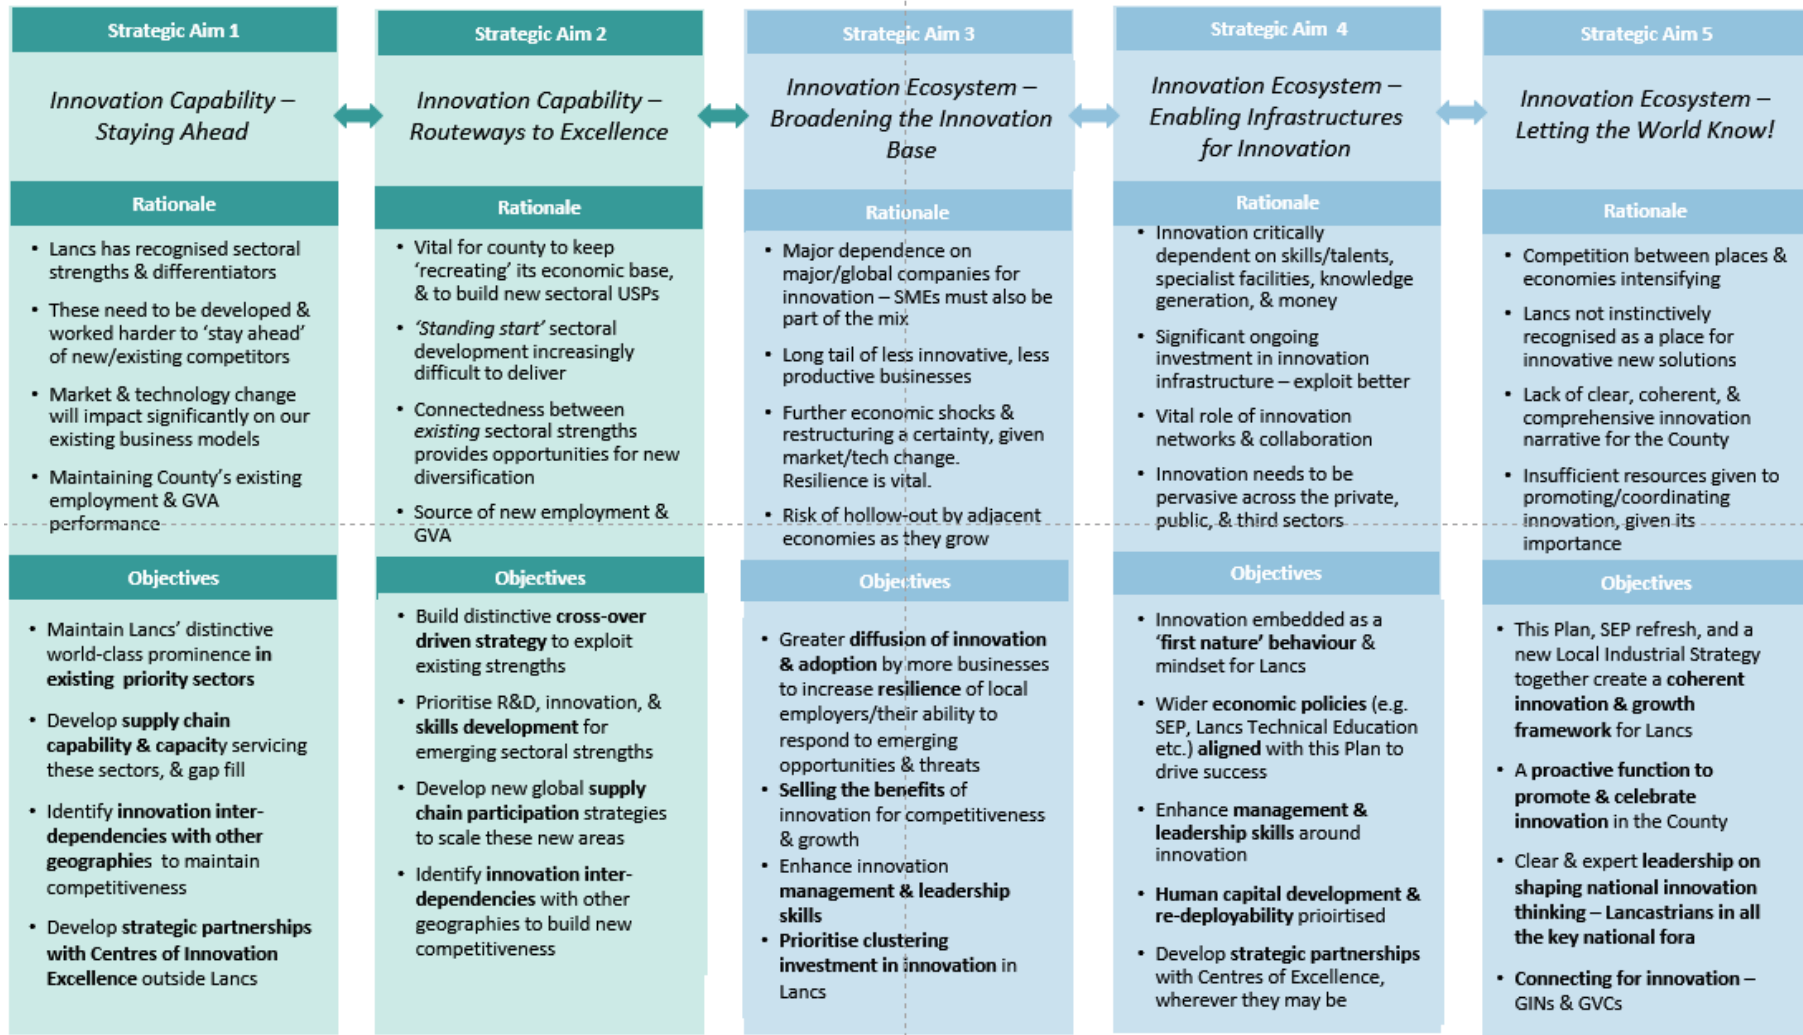 Strategic Aim 1
Innovation Capability –
Staying Ahead
Rationale
• Lancs has recognised sectoral
strengths & differentiators
• These need to be developed &
worked harder to ‘stay ahead’
of new/existing competitors
• Market & technology change
will impact significantly on our
existing business models
• Maintaining County’s existing
employment & GVA
performance
Objectives
• Maintain Lancs’ distinctive
world-class prominence in
existing priority sectors
• Develop supply chain
capability & capacity servicing
these sectors, & gap fill
• Identify innovation inter-
dependencies with other
geographies to maintain
competitiveness
• Develop strategic partnerships
with Centres of Innovation
Excellence outside Lancs
Strategic Aim 2
Innovation Capability –
Routeways to Excellence
Rationale
• Vital for county to keep
‘recreating’ its economic base,
& to build new sectoral USPs
• ‘Standing start’ sectoral
development increasingly
difficult to deliver
• Connectedness between
existing sectoral strengths
provides opportunities for new
diversification
• Source of new employment &
GVA
Objectives
• Build distinctive cross-over
driven strategy to exploit
existing strengths
• Prioritise R&D, innovation, &
skills development for
emerging sectoral strengths
• Develop new global supply
chain participation strategies
to scale these new areas
• Identify innovation inter-
dependencies with other
geographies to build new
competitiveness
Strategic Aim 3
Innovation Ecosystem –
Broadening the Innovation
Base
Rationale
• Major dependence on
major/global companies for
innovation – SMEs must also be
part of the mix
• Long tail of less innovative, less
productive businesses
• Further economic shocks &
restructuring a certainty, given
market/tech change.
Resilience is vital.
• Risk of hollow-out by adjacent
economies as they grow
Objectives
• Greater diffusion of innovation
& adoption by more businesses
to increase resilience of local
employers/their ability to
respond to emerging
opportunities & threats
• Selling the benefits of
innovation for competitiveness
& growth
• Enhance innovation
management & leadership
skills
• Prioritise clustering
investment in innovation in
Lancs
Strategic Aim 4
Innovation Ecosystem –
Enabling Infrastructures
for Innovation
Rationale
• Innovation critically
dependent on skills/talents,
specialist facilities, knowledge
generation, & money
• Significant ongoing
investment in innovation
infrastructure – exploit better
• Vital role of innovation
networks & collaboration
• Innovation needs to be
pervasive across the private,
public, & third sectors
Objectives
• Innovation embedded as a
‘first nature’ behaviour &
mindset for Lancs
• Wider economic policies (e.g.
SEP, Lancs Technical Education
etc.) aligned with this Plan to
drive success
• Enhance management &
leadership skills around
innovation
• Human capital development &
re-deployability prioirtised
• Develop strategic partnerships
with Centres of Excellence,
wherever they may be
Strategic Aim 5
Innovation Ecosystem –
Letting the World Know!
Rationale
• Competition between places &
economies intensifying
• Lancs not instinctively
recognised as a place for
innovative new solutions
• Lack of clear, coherent, &
comprehensive innovation
narrative for the County
• Insufficient resources given to
promoting/coordinating
innovation, given its
importance
Objectives
• This Plan, SEP refresh, and a
new Local Industrial Strategy
together create a coherent
innovation & growth
framework for Lancs
• A proactive function to
promote & celebrate
innovation in the County
• Clear & expert leadership on
shaping national innovation
thinking – Lancastrians in all
the key national fora
• Connecting for innovation –
GINs & GVCs